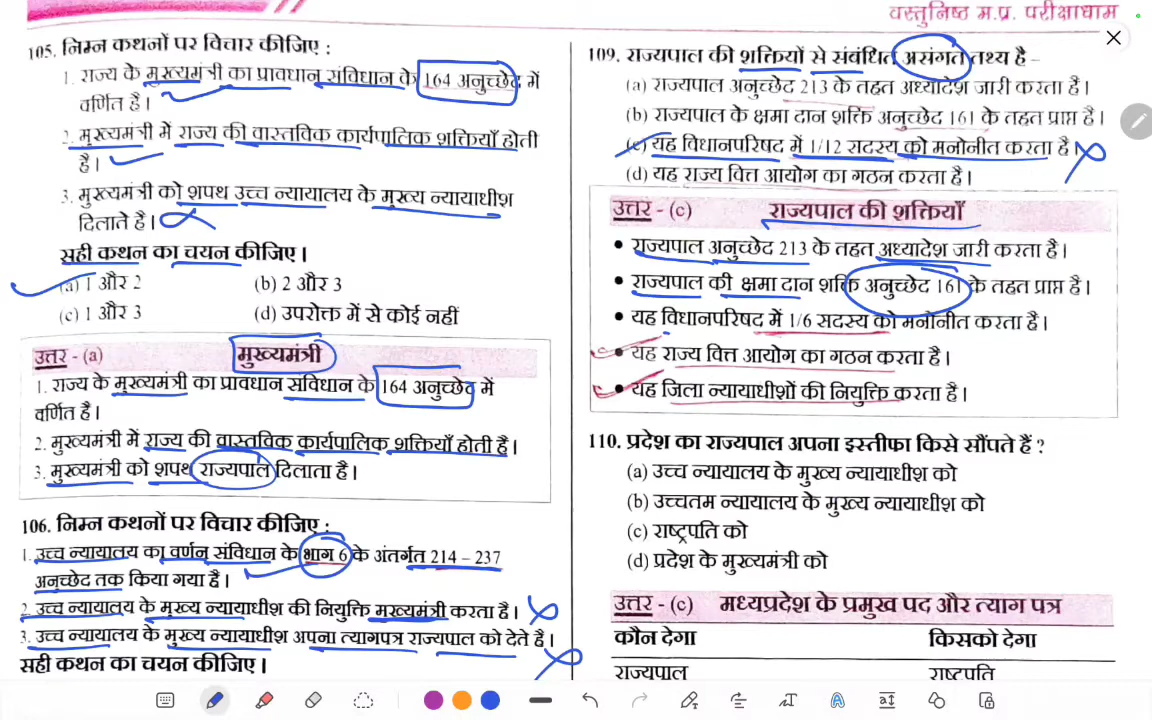 वस्तुनिष्ठ म.प्र. परीक्षाधाम
105. निम्न कथनों पर विचार कीजिए :
1. राज्य के मुख्यमंत्री का प्रावधान संविधान के 164 अनुच्छेद में
वर्णित है।
2. मुख्यमंत्री में राज्य की वास्तविक कार्यपालिक शक्तियाँ होती
है।
3. मुख्यमंत्री को शपथ उच्च न्यायालय के मुख्य न्यायाधीश
दिलाते है।
सही कथन का चयन कीजिए।
(a) 1 और 2 (b) 2 और 3
(c) 1 और 3 (d) उपरोक्त में से कोई नहीं
उत्तर - (a) मुख्यमंत्री
1. राज्य के मुख्यमंत्री का प्रावधान संविधान के 164 अनुच्छेद में
वर्णित है।
2. मुख्यमंत्री में राज्य की वास्तविक कार्यपालिक शक्तियाँ होती है।
3. मुख्यमंत्री को शपथ राज्यपाल दिलाता है।
106. निम्न कथनों पर विचार कीजिए :
1. उच्च न्यायालय का वर्णन संविधान के भाग 6 के अंतर्गत 214 – 237
अनुच्छेद तक किया गया है।
2. उच्च न्यायालय के मुख्य न्यायाधीश की नियुक्ति मुख्यमंत्री करता है।
3. उच्च न्यायालय के मुख्य न्यायाधीश अपना त्यागपत्र राज्यपाल को देते है।
सही कथन का चयन कीजिए।
109. राज्यपाल की शक्तियों से संबंधित असंगत तथ्य है –
(a) राज्यपाल अनुच्छेद 213 के तहत अध्यादेश जारी करता है।
(b) राज्यपाल के क्षमा दान शक्ति अनुच्छेद 161 के तहत प्राप्त है।
(c) यह विधानपरिषद में 1/12 सदस्य को मनोनीत करता है।
(d) यह राज्य वित्त आयोग का गठन करता है।
उत्तर - (c) राज्यपाल की शक्तियाँ
• राज्यपाल अनुच्छेद 213 के तहत अध्यादेश जारी करता है।
• राज्यपाल की क्षमा दान शक्ति अनुच्छेद 161 के तहत प्राप्त है।
• यह विधानपरिषद में 1/6 सदस्य को मनोनीत करता है।
• यह राज्य वित्त आयोग का गठन करता है।
• यह जिला न्यायाधीशों की नियुक्ति करता है।
110. प्रदेश का राज्यपाल अपना इस्तीफा किसे सौंपते हैं ?
(a) उच्च न्यायालय के मुख्य न्यायाधीश को
(b) उच्चतम न्यायालय के मुख्य न्यायाधीश को
(c) राष्ट्रपति को
(d) प्रदेश के मुख्यमंत्री को
उत्तर - (c) मध्यप्रदेश के प्रमुख पद और त्याग पत्र
कौन देगा किसको देगा
राज्यपाल राष्ट्रपति